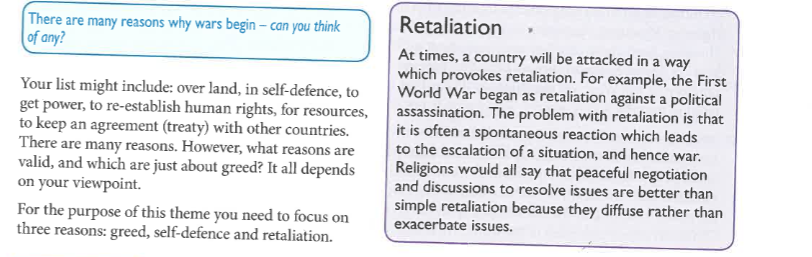 There are many reasons why wars begin – can you think
of any?
Your list might include: over land, in self-defence, to
get power, to re-establish human rights, for resources,
to keep an agreement (treaty) with other countries.
There are many reasons. However, what reasons are
valid, and which are just about greed? It all depends
on your viewpoint.
For the purpose of this theme you need to focus on
three reasons: greed, self-defence and retaliation.
Retaliation
At times, a country will be attacked in a way
which provokes retaliation. For example, the First
World War began as retaliation against a political
assassination. The problem with retaliation is that
it is often a spontaneous reaction which leads
to the escalation of a situation, and hence war.
Religions would all say that peaceful negotiation
and discussions to resolve issues are better than
simple retaliation because they diffuse rather than
exacerbate issues.